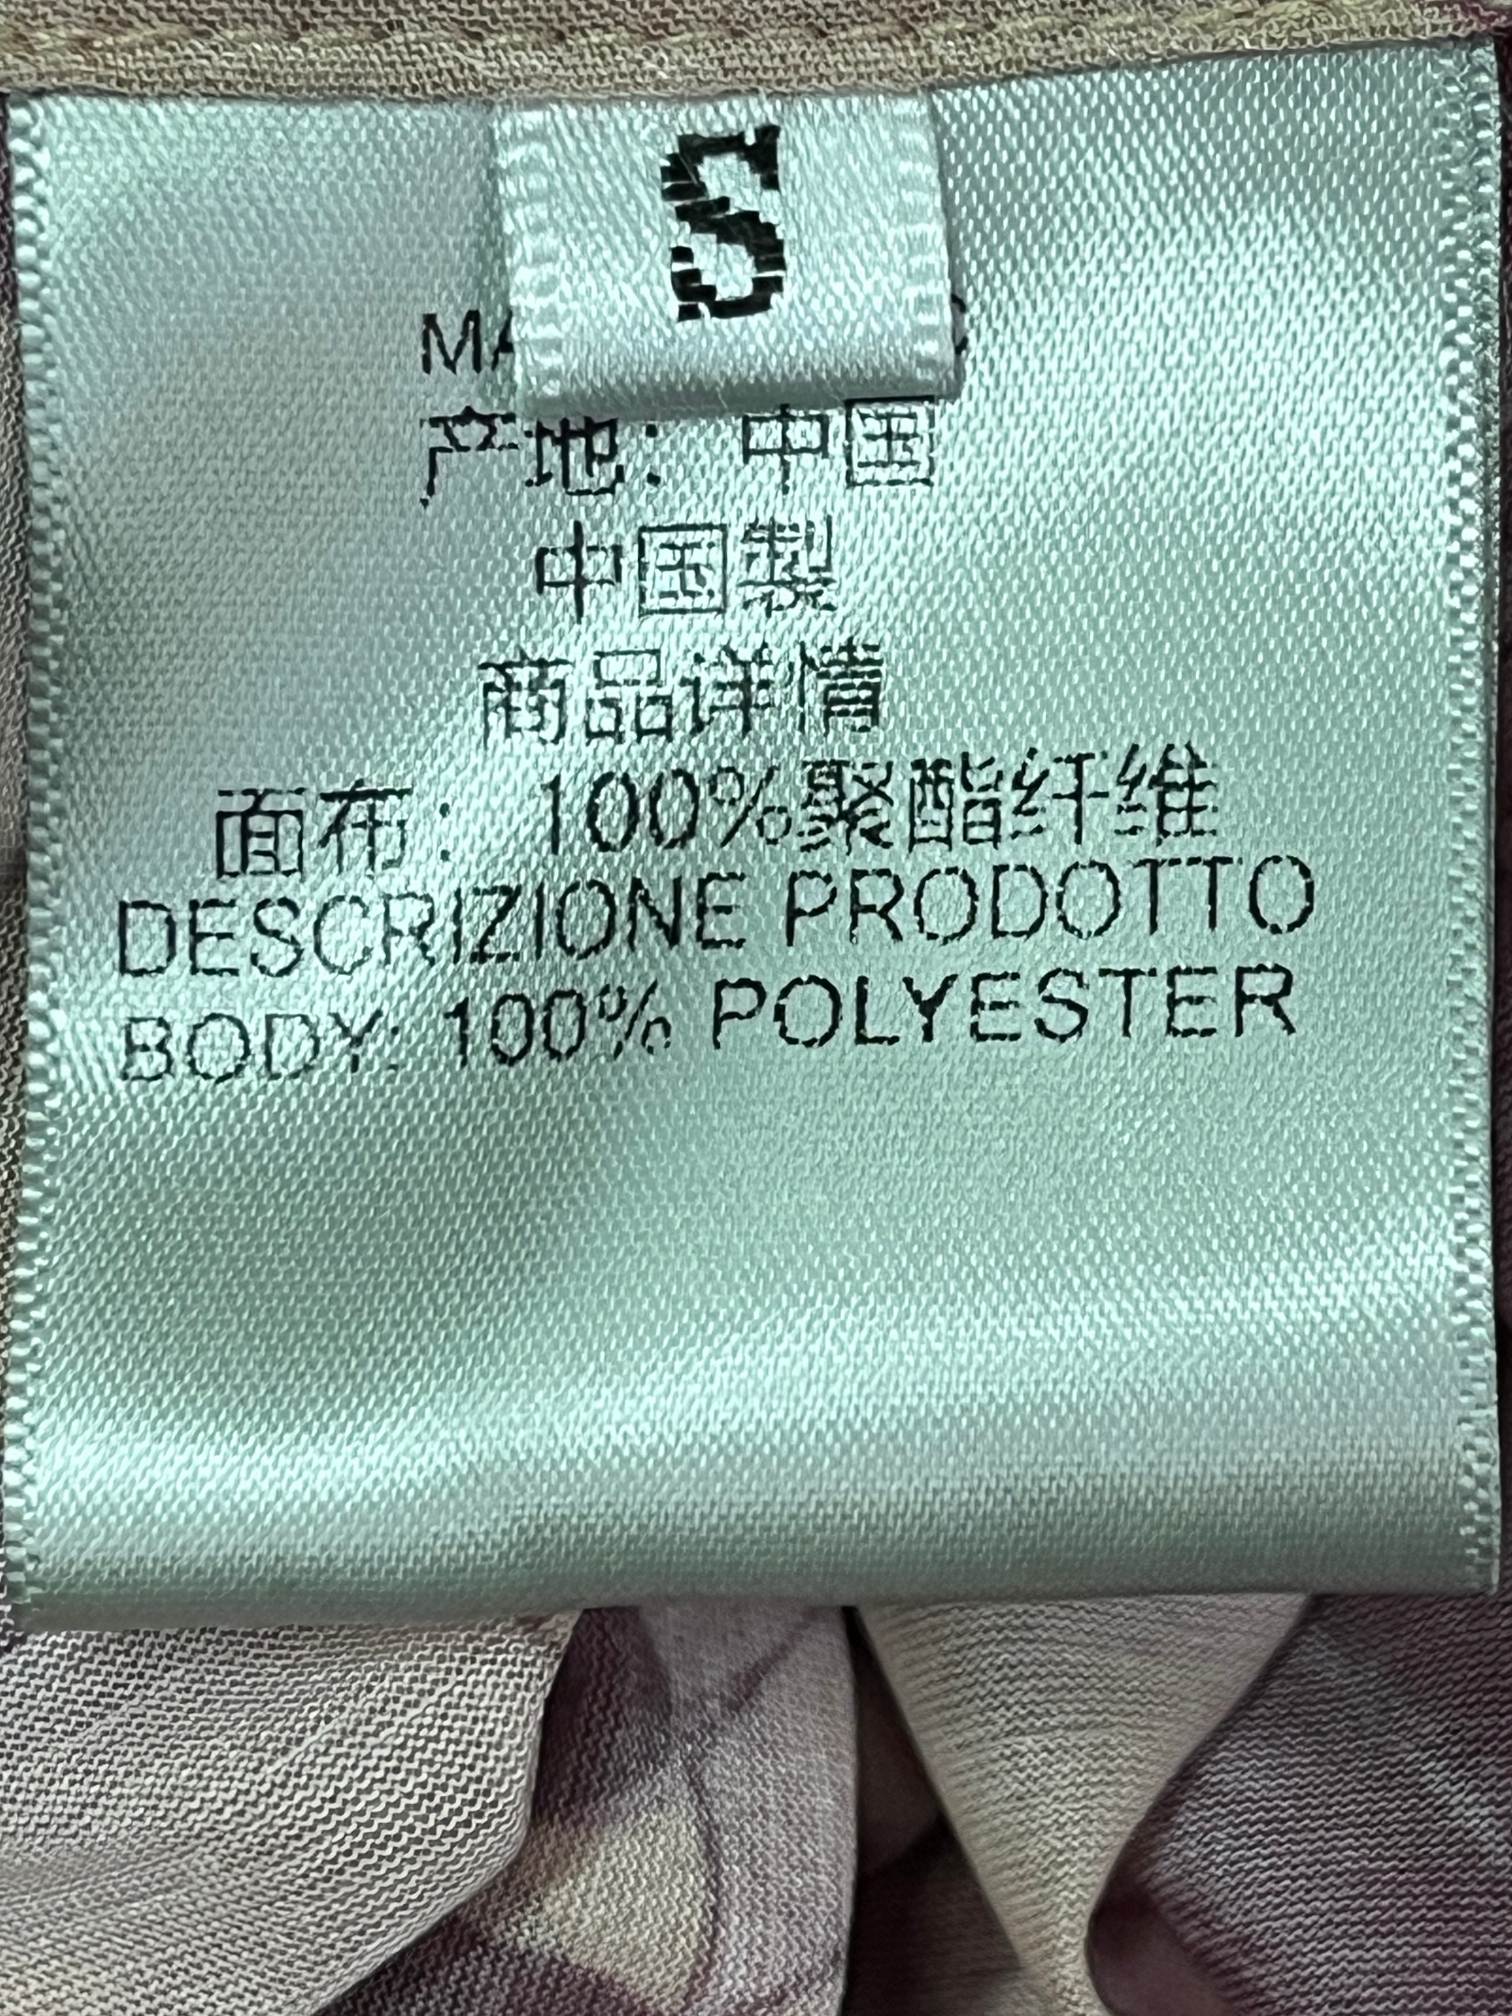 S
产地：中国
中国製
商品详情
面布：100%聚酯纤维
DESCRIZIONE PRODOTTO
BODY: 100% POLYESTER